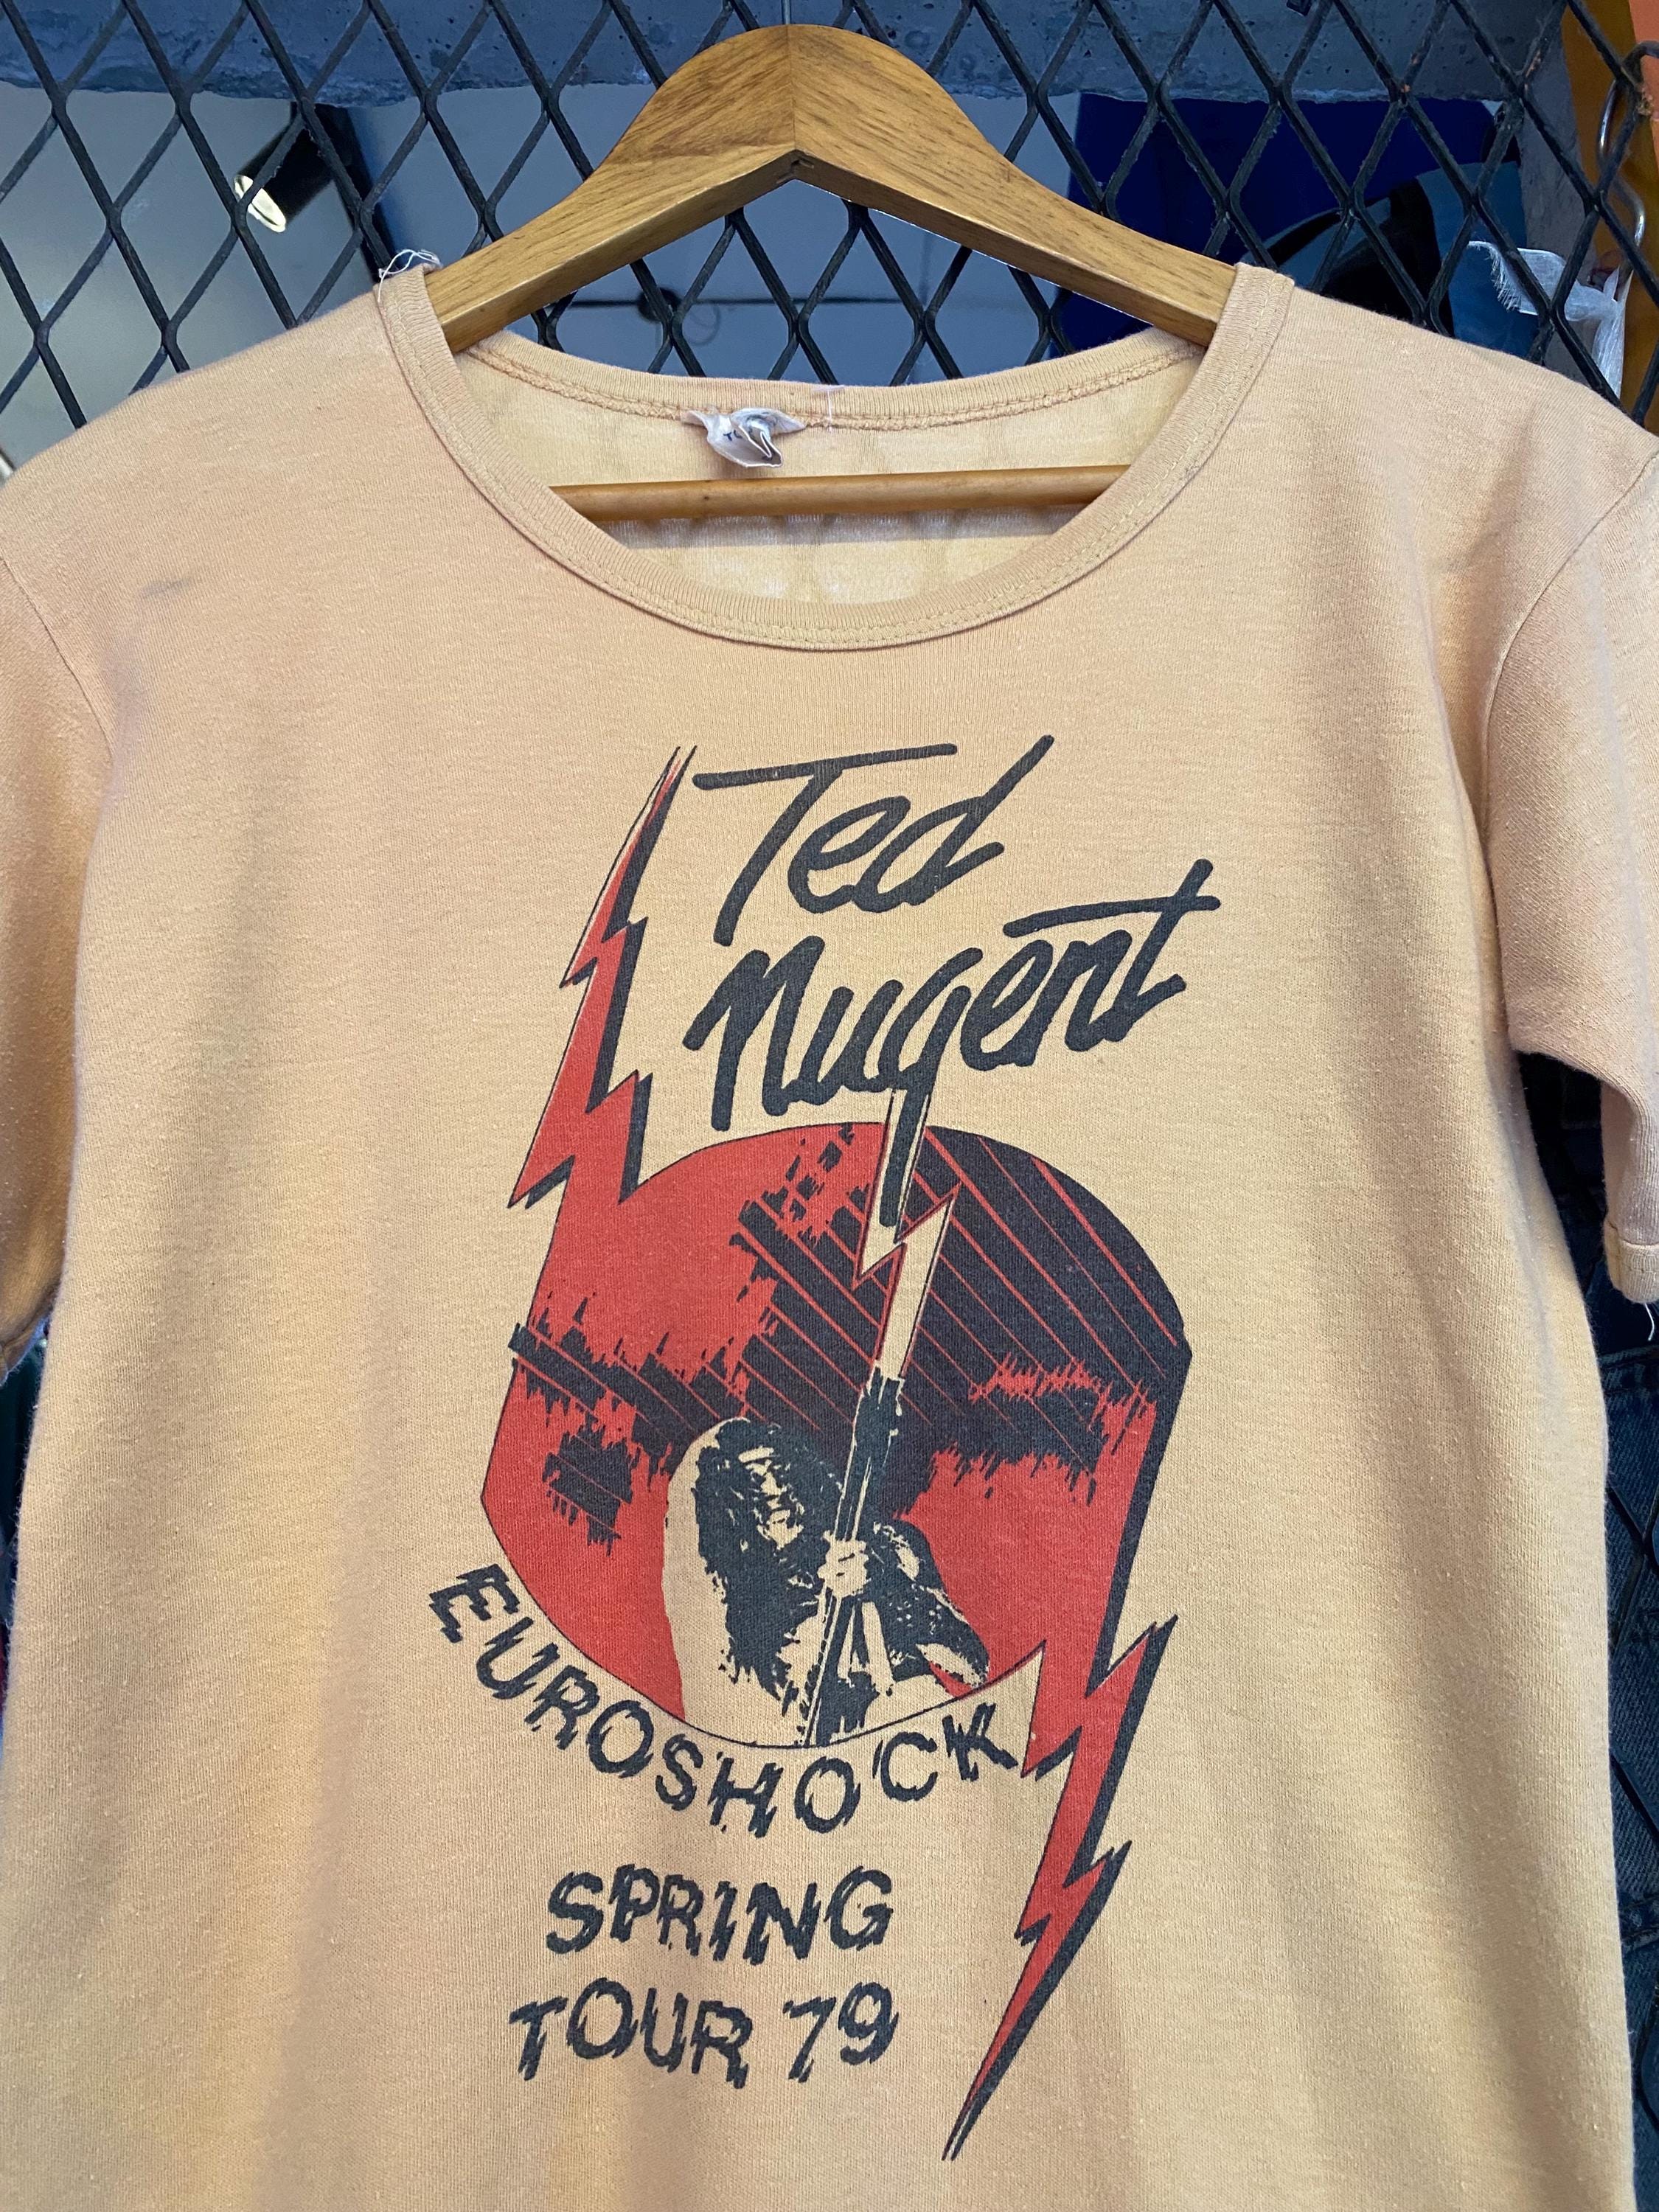 Ted
Nugent
EUROSHOCK
SPRING
TOUR 79